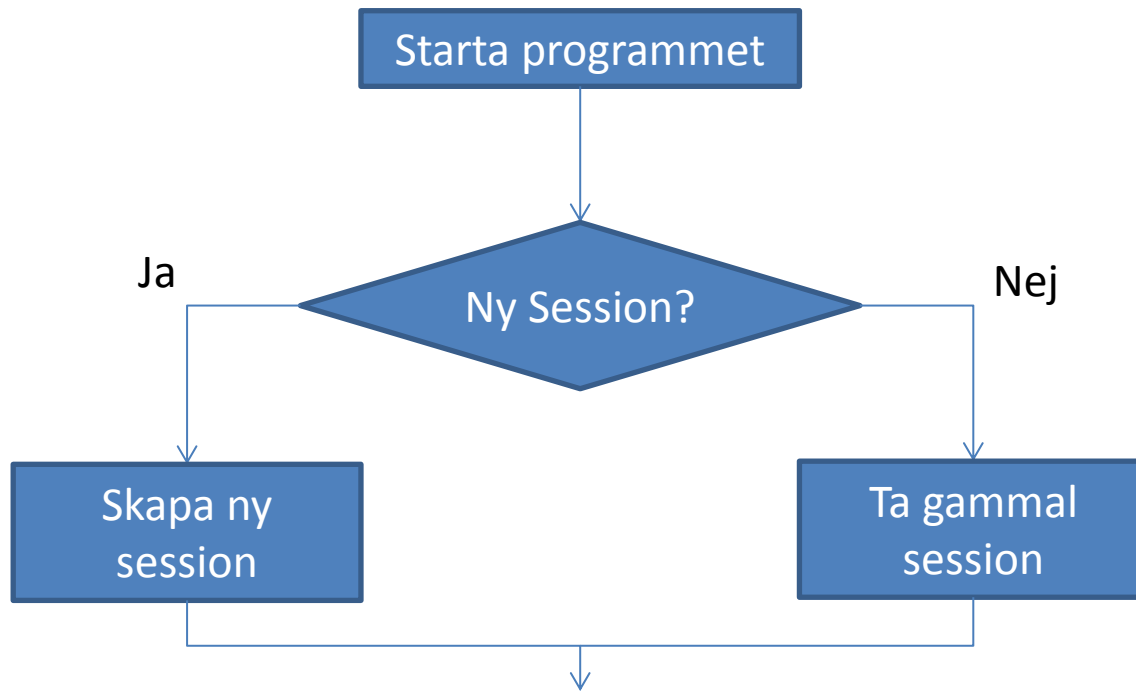 Starta programmet
Ja
Nej
Ny Session?
Skapa ny
session
Ta gammal
session